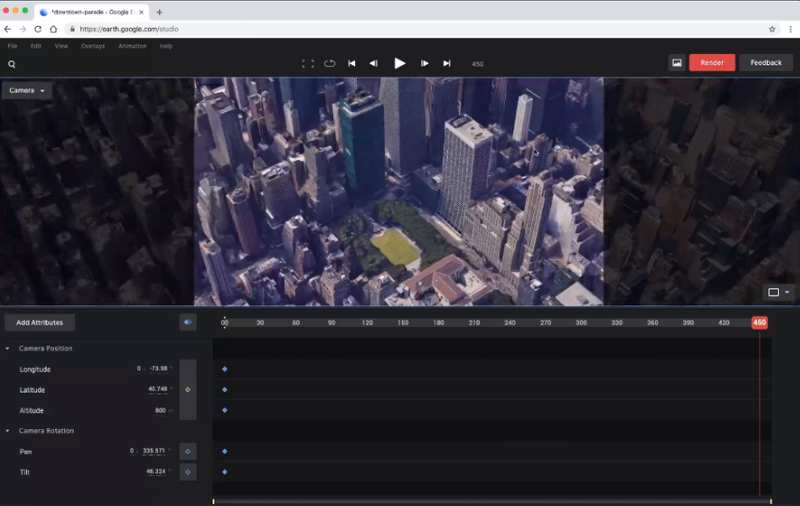 *downtown-parade - Google E
https://earth.google.com/studio
File Edit View Overlays Animation Help
450
Render
Feedback
Camera
Add Attributes
00 30 60 90 120 150 180 210 240 270 300 330 360 390 420 450
Camera Position
Longitude 0 -73.98 °
Latitude 40.748 °
Altitude 800 m
Camera Rotation
Pan 0 335.571 °
Tilt 46.324 °